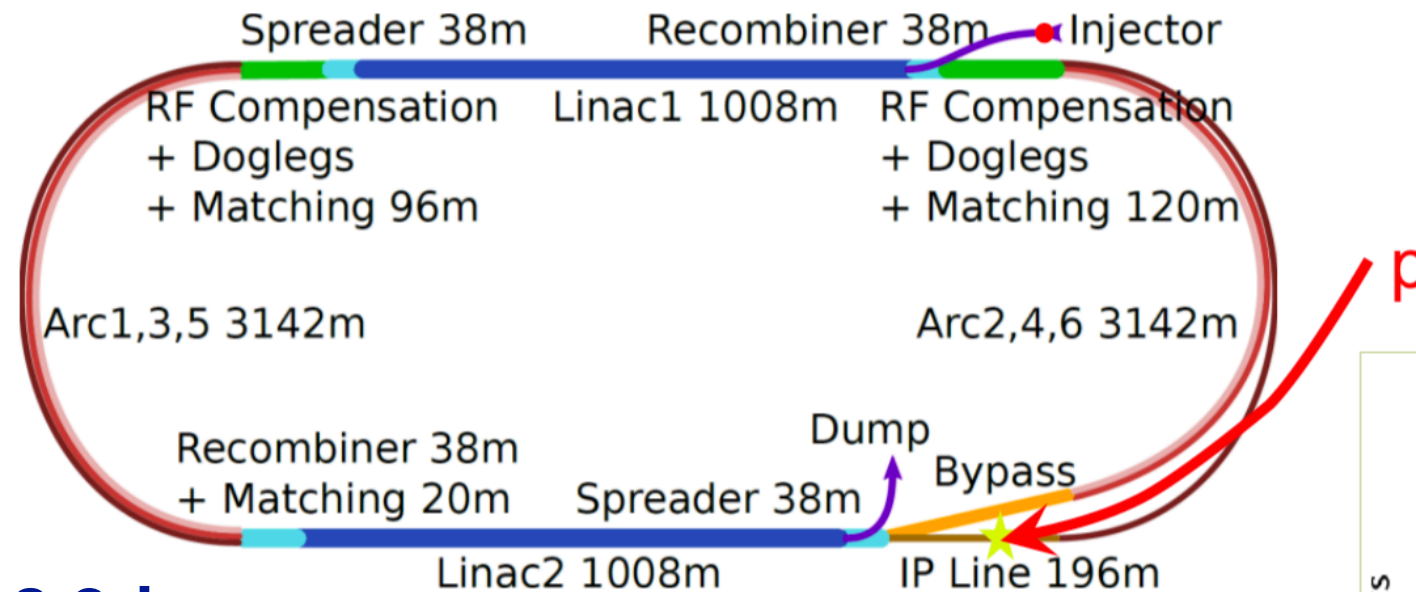 Spreader 38m
Recombiner 38m
Injector
RF Compensation
+ Doglegs
+ Matching 96m
Linac1 1008m
RF Compensation
+ Doglegs
+ Matching 120m
p
Arc1,3,5 3142m
Arc2,4,6 3142m
Recombiner 38m
+ Matching 20m
Dump
Bypass
Spreader 38m
Linac2 1008m
IP Line 196m
s